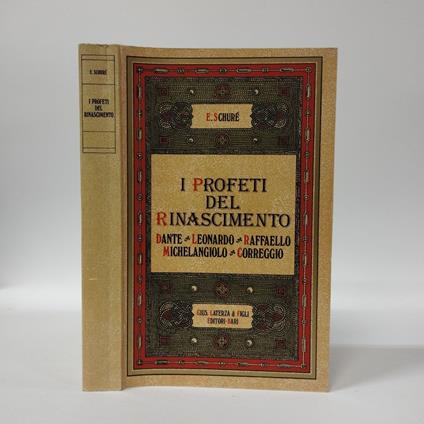 E. SCHURÉ
I PROFETI
DEL
RINASCIMENTO
E. SCHURÉ
I PROFETI
DEL
RINASCIMENTO
DANTE - LEONARDO - RAFFAELLO
MICHELANGIOLO - CORREGGIO
GIUS. LATERZA & FIGLI
EDITORI-BARI